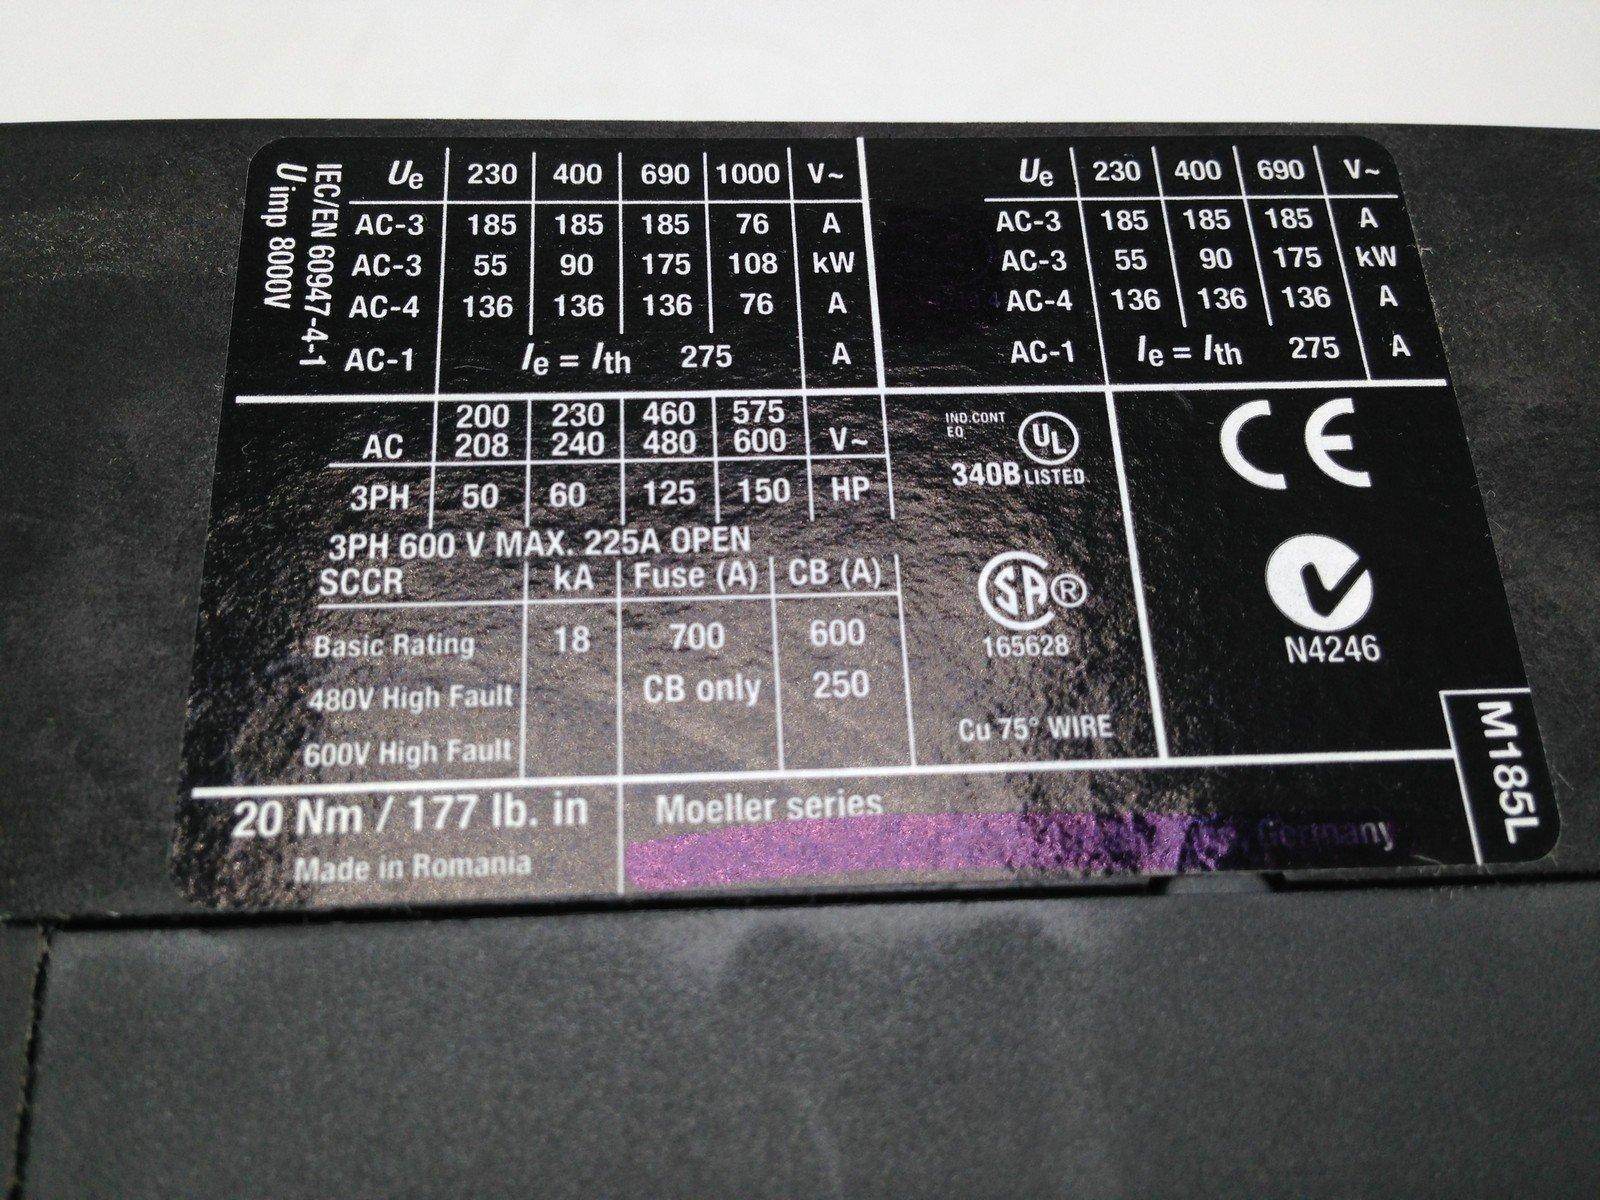 IEC/EN 60947-4-1
Uimp 8000V
Ue 230 400 690 1000 V~
AC-3 185 185 185 76 A
AC-3 55 90 175 108 kW
AC-4 136 136 136 76 A
AC-1 Ie = Ith 275 A
Ue 230 400 690 V~
AC-3 185 185 185 A
AC-3 55 90 175 kW
AC-4 136 136 136 A
AC-1 Ie = Ith 275 A
200 230 460 575
AC 208 240 480 600 V~
3PH 50 60 125 150 HP
3PH 600 V MAX. 225A OPEN
SCCR kA Fuse (A) CB (A)
Basic Rating 18 700 600
480V High Fault CB only 250
600V High Fault
IND.CONT
EQ
UL
340B LISTED
SA ®
165628
Cu 75° WIRE
CE
N4246
M185L
20 Nm / 177 lb. in
Made in Romania
Moeller series
Germany